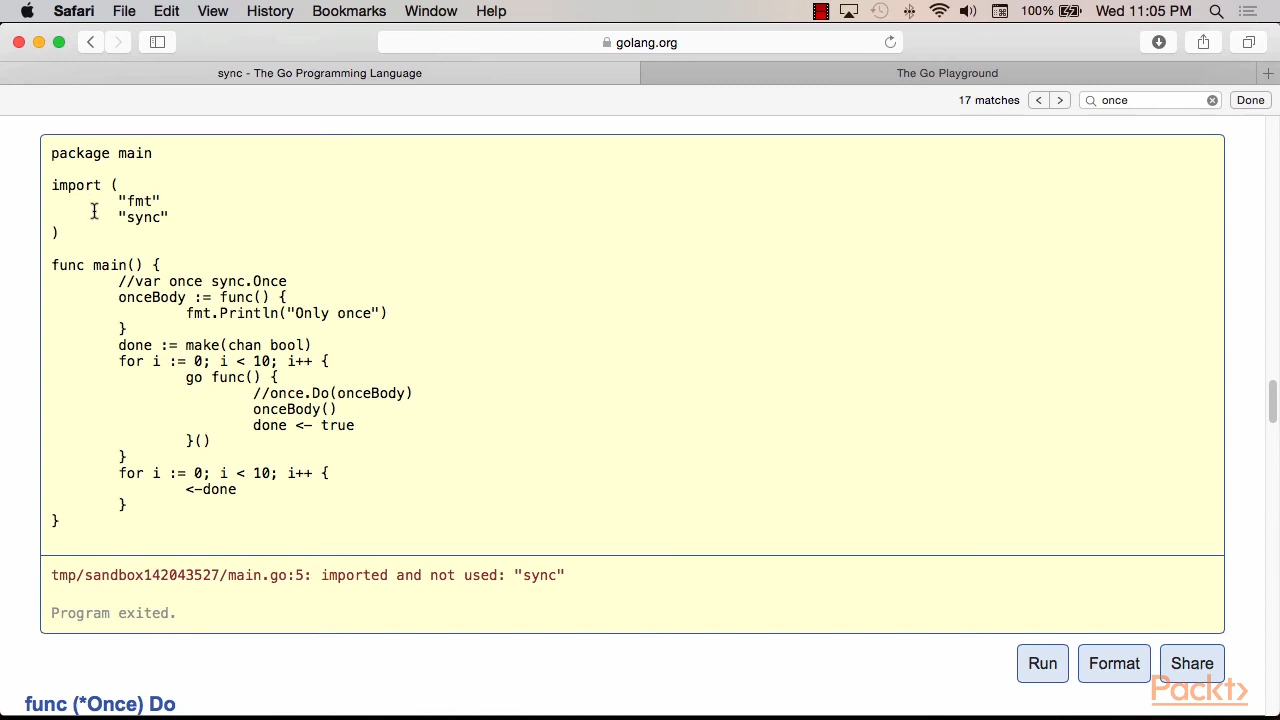 Safari File Edit View History Bookmarks Window Help 100% Wed 11:05 PM
golang.org
sync - The Go Programming Language The Go Playground
17 matches < > once Done
package main
import (
"fmt"
"sync"
)
func main() {
//var once sync.Once
onceBody := func() {
fmt.Println("Only once")
}
done := make(chan bool)
for i := 0; i < 10; i++ {
go func() {
//once.Do(onceBody)
onceBody()
done <- true
}()
}
for i := 0; i < 10; i++ {
<-done
}
}
tmp/sandbox142043527/main.go:5: imported and not used: "sync"
Program exited.
Run Format Share
Packt>
func (*Once) Do